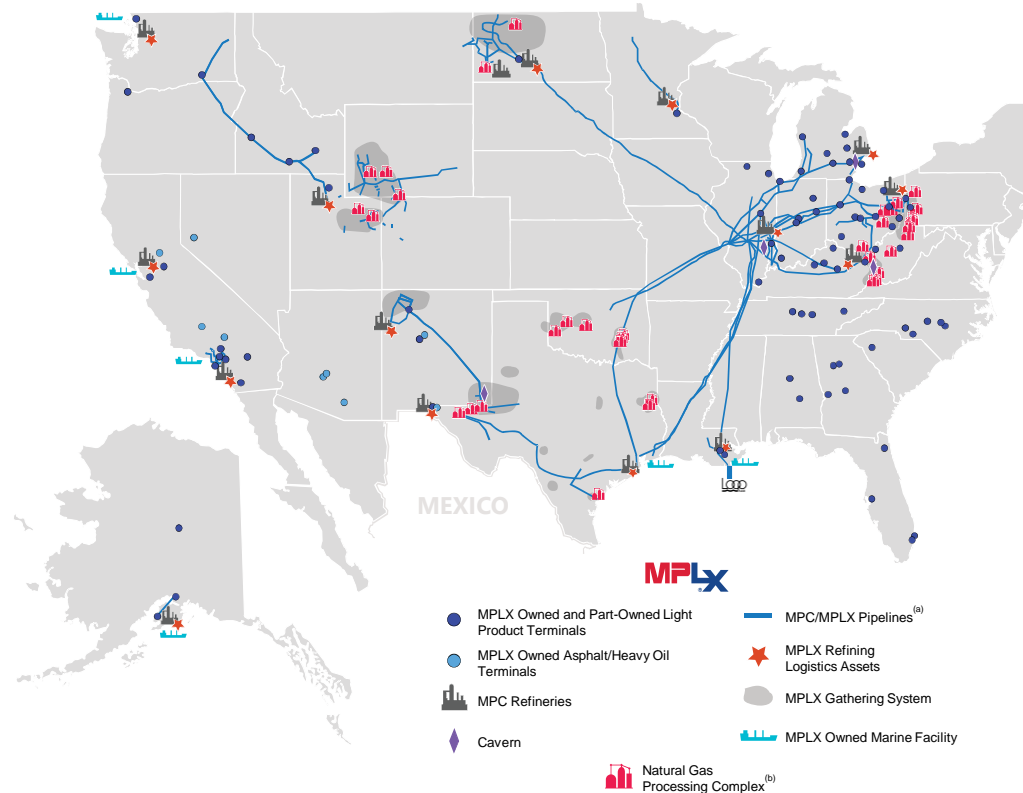 MEXICO
LOOP
MPLX
MPLX Owned and Part-Owned Light
Product Terminals
MPLX Owned Asphalt/Heavy Oil
Terminals
MPC Refineries
Cavern
MPC/MPLX Pipelines(a)
MPLX Refining
Logistics Assets
MPLX Gathering System
MPLX Owned Marine Facility
Natural Gas
Processing Complex(b)